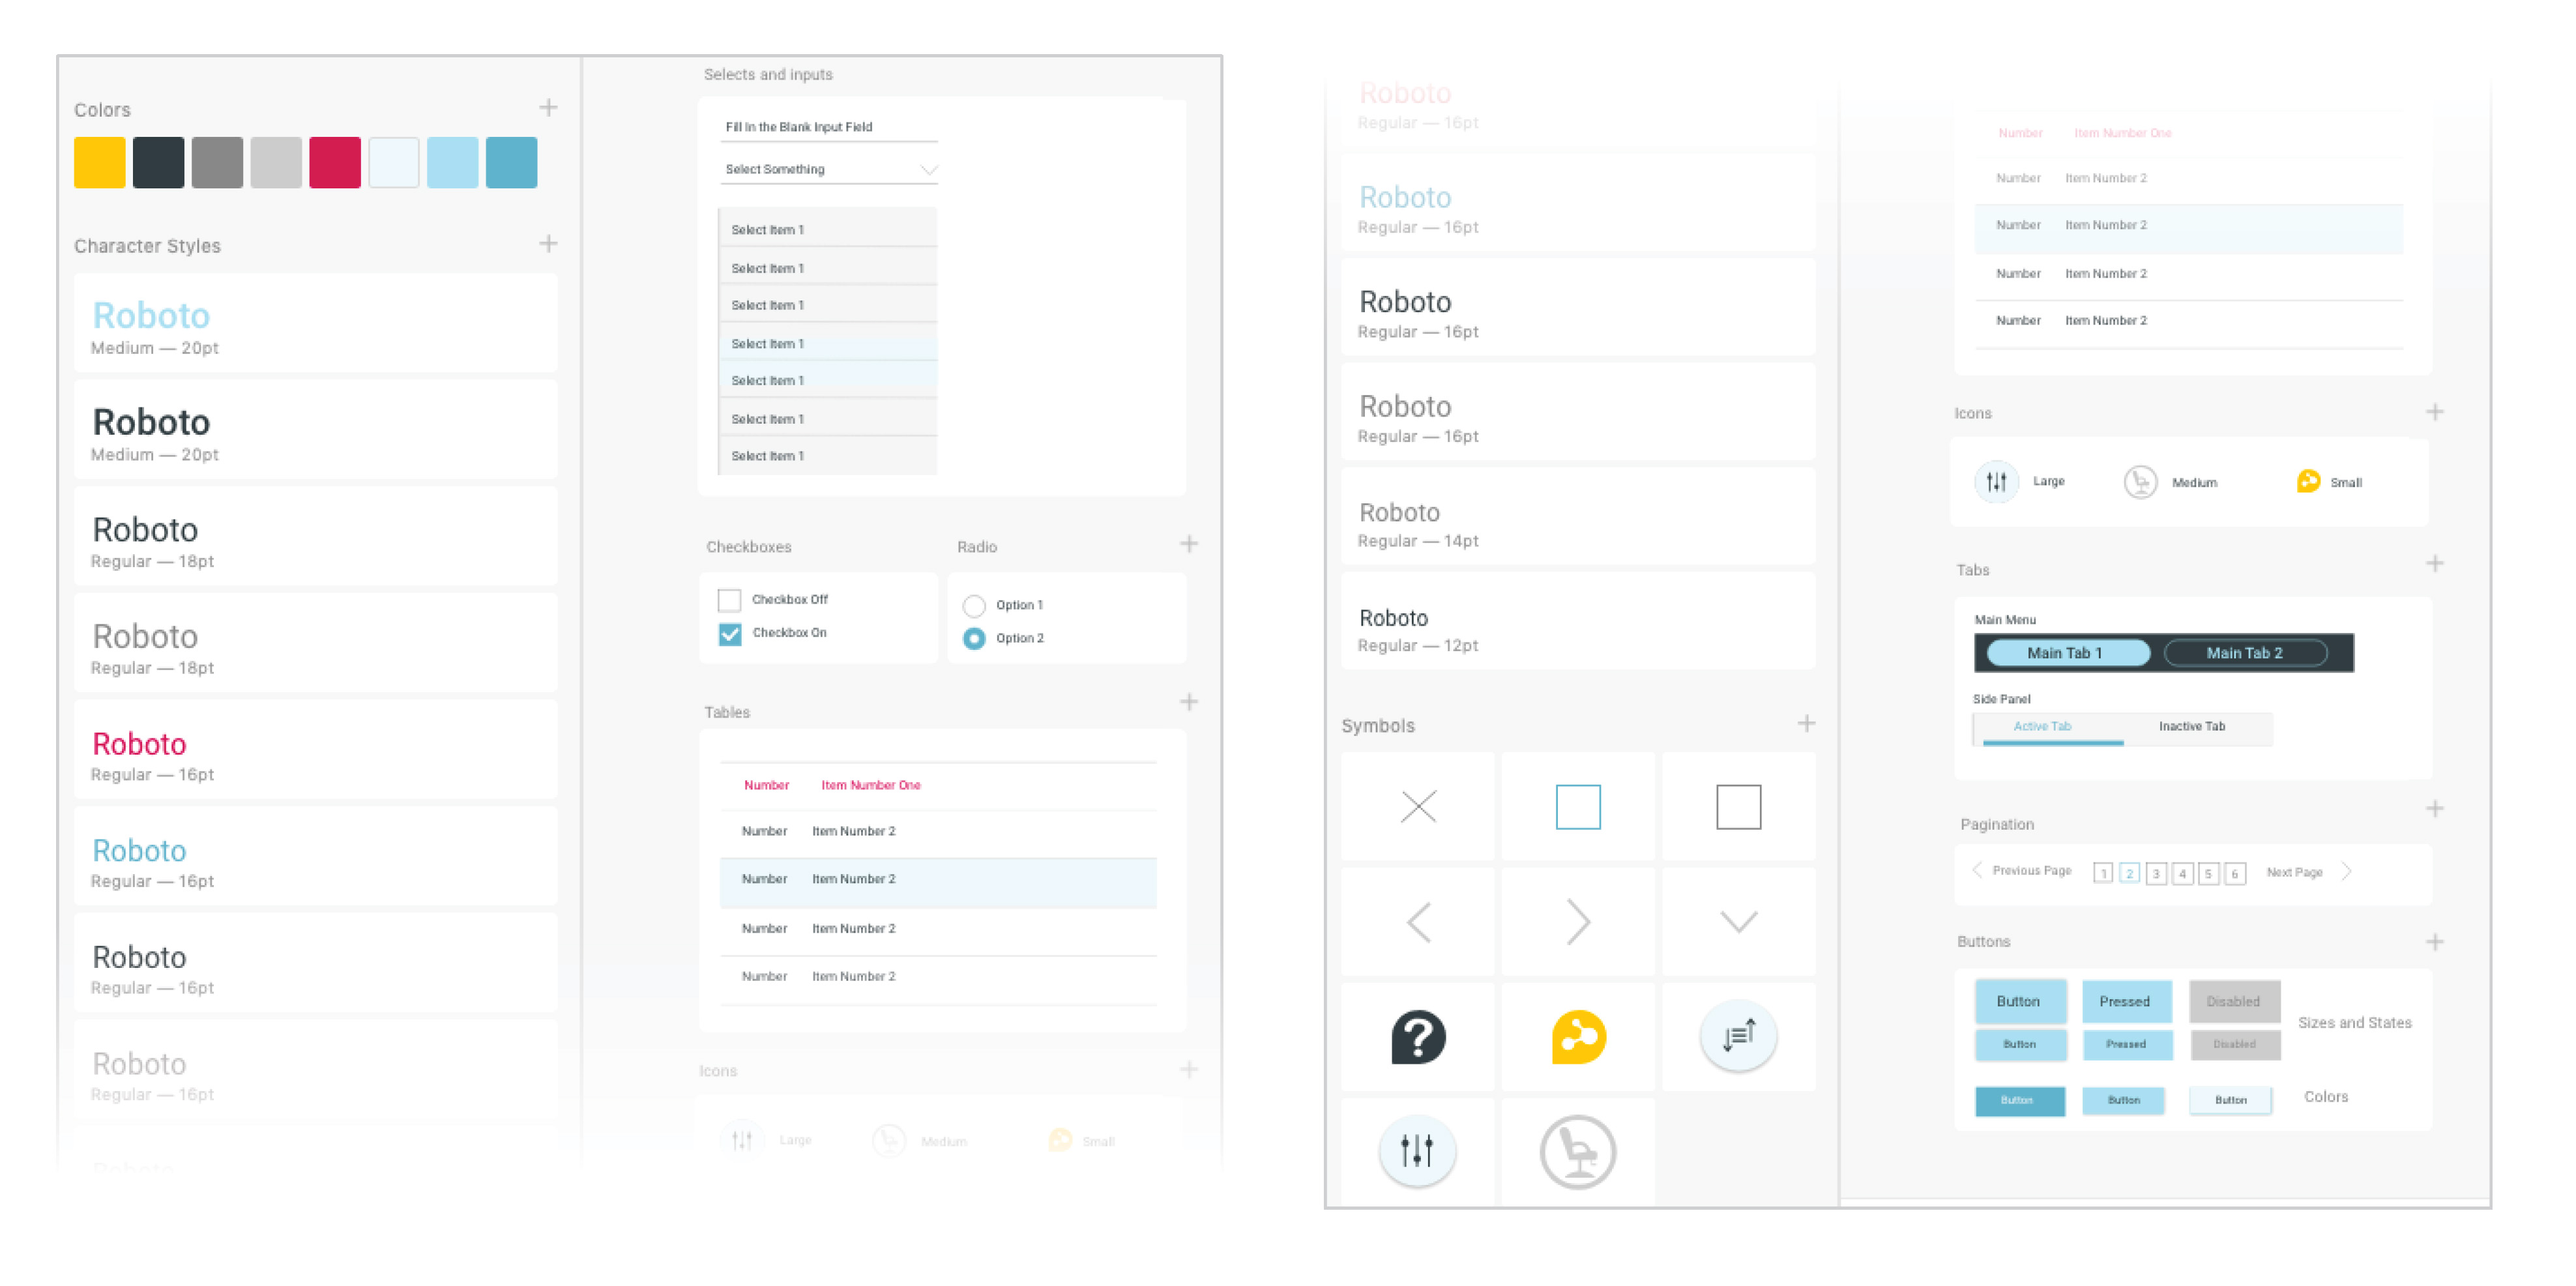 Colors
Character Styles
Roboto
Medium — 20pt
Roboto
Medium — 20pt
Roboto
Regular — 18pt
Roboto
Regular — 18pt
Roboto
Regular — 16pt
Roboto
Regular — 16pt
Roboto
Regular — 16pt
Roboto
Regular — 16pt
Roboto
Selects and inputs
Fill in the Blank Input Field
Select Something
Select Item 1
Select Item 1
Select Item 1
Select Item 1
Select Item 1
Select Item 1
Select Item 1
Checkboxes
Checkbox Off
Checkbox On
Radio
Option 1
Option 2
Tables
Number Item Number One
Number Item Number 2
Number Item Number 2
Number Item Number 2
Number Item Number 2
Icons
Large Medium Small
Roboto
Regular — 16pt
Roboto
Regular — 16pt
Roboto
Regular — 16pt
Roboto
Regular — 16pt
Roboto
Regular — 14pt
Roboto
Regular — 12pt
Symbols
?
Number Item Number One
Number Item Number 2
Number Item Number 2
Number Item Number 2
Number Item Number 2
Icons
Large Medium Small
Tabs
Main Menu
Main Tab 1 Main Tab 2
Side Panel
Active Tab Inactive Tab
Pagination
Previous Page 1 2 3 4 5 6 Next Page
Buttons
Button Pressed Disabled
Sizes and States
Button Pressed Disabled
Button Button Button Colors